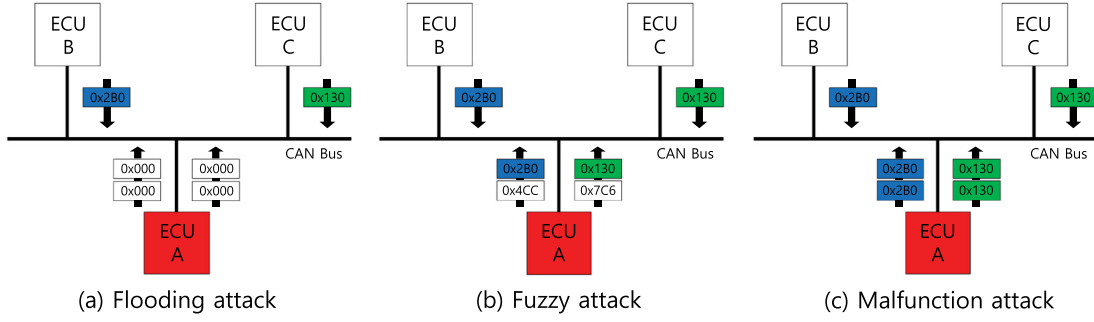 ECU
B
ECU
C
0x2B0
0x130
CAN Bus
0x000
0x000
0x000
0x000
ECU
A
(a) Flooding attack
ECU
B
ECU
C
0x2B0
0x130
CAN Bus
0x2B0
0x130
0x4CC
0x7C6
ECU
A
(b) Fuzzy attack
ECU
B
ECU
C
0x2B0
0x130
CAN Bus
0x2B0
0x130
0x2B0
0x130
ECU
A
(c) Malfunction attack